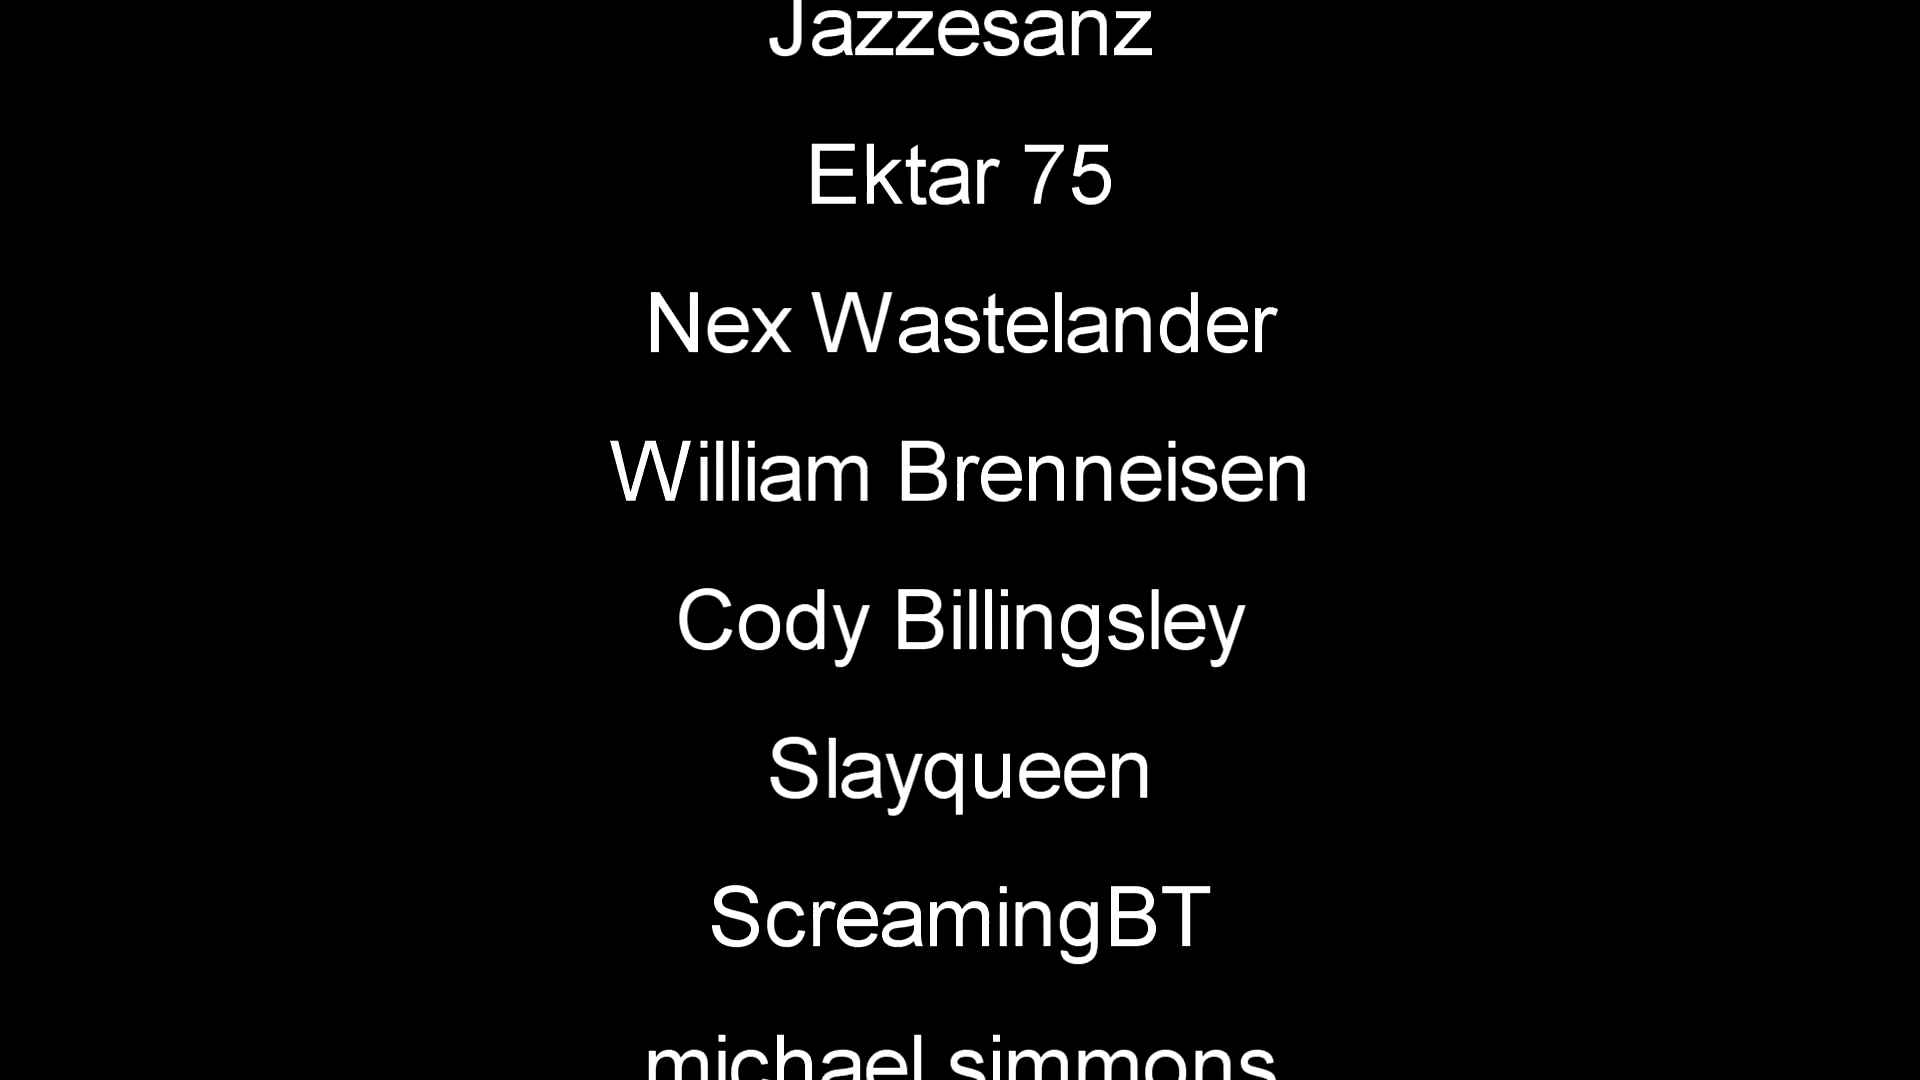 Jazzesanz
Ektar 75
Nex Wastelander
William Brenneisen
Cody Billingsley
Slayqueen
ScreamingBT
michael simmons